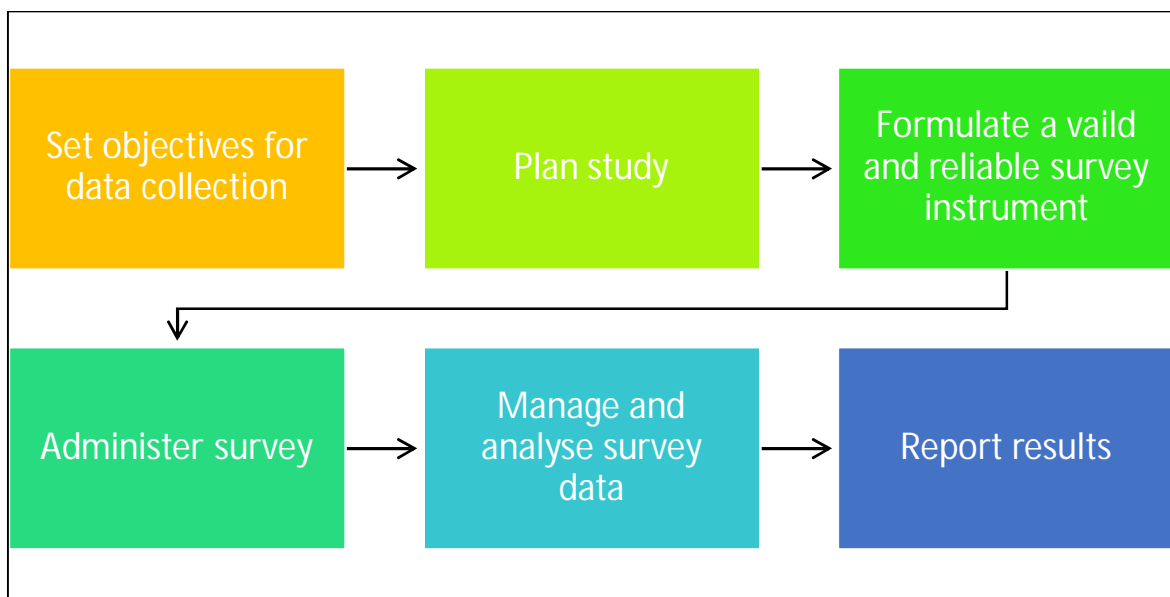 Set objectives for
data collection
Plan study
Formulate a vaild
and reliable survey
instrument
Administer survey
Manage and
analyse survey
data
Report results